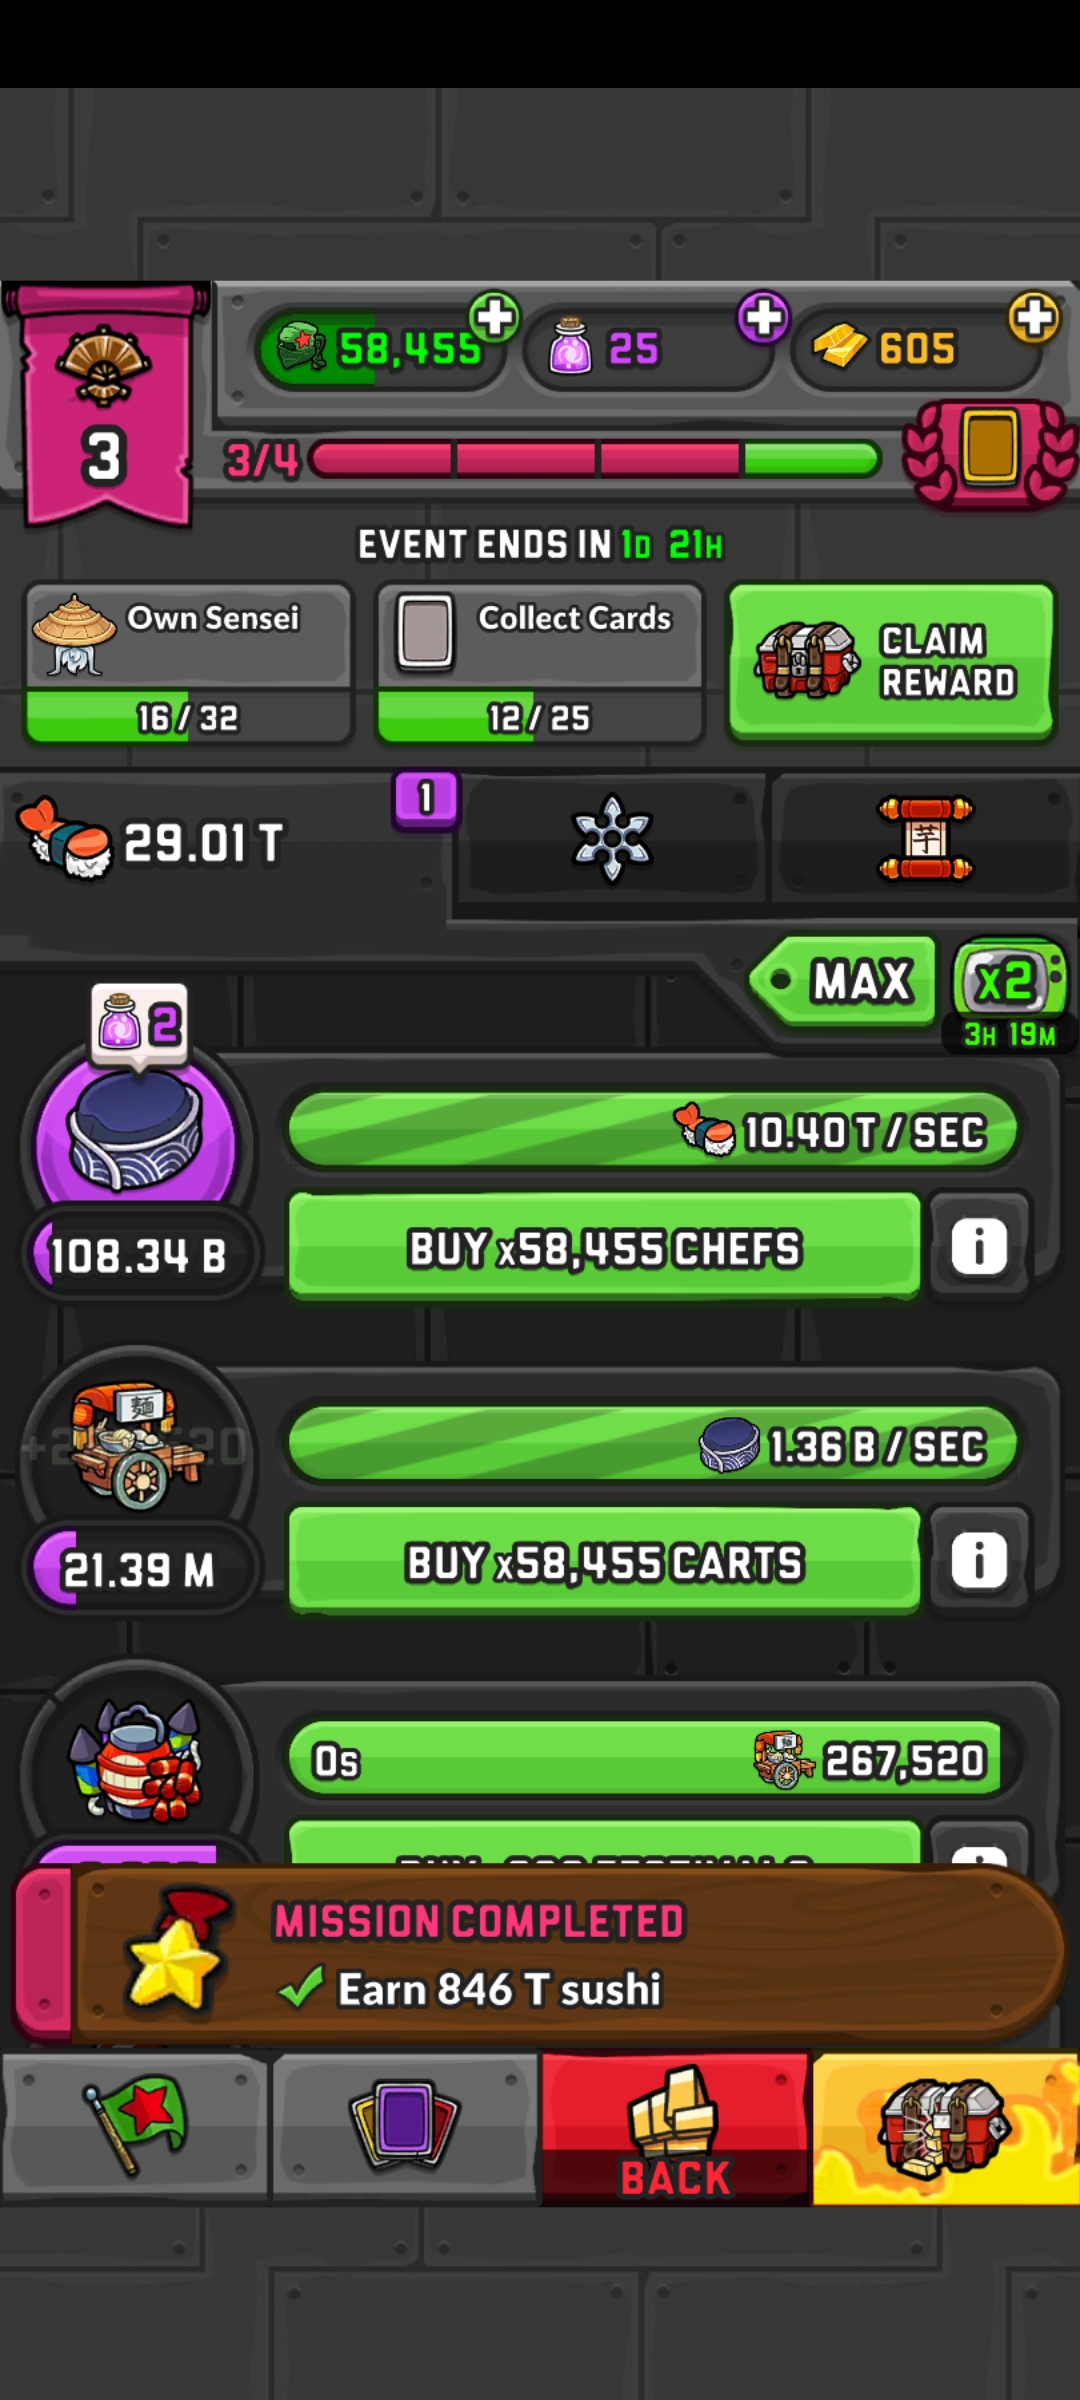 58,455
25
605
3
3/4
EVENT ENDS IN 1D 21H
Own Sensei
16 / 32
Collect Cards
12 / 25
CLAIM
REWARD
29.01 T
1
芋
MAX
x2
3H 19M
2
10.40 T / SEC
108.34 B
BUY x58,455 CHEFS
i
麺
1.36 B / SEC
21.39 M
BUY x58,455 CARTS
i
0s
267,520
MISSION COMPLETED
Earn 846 T sushi
BACK